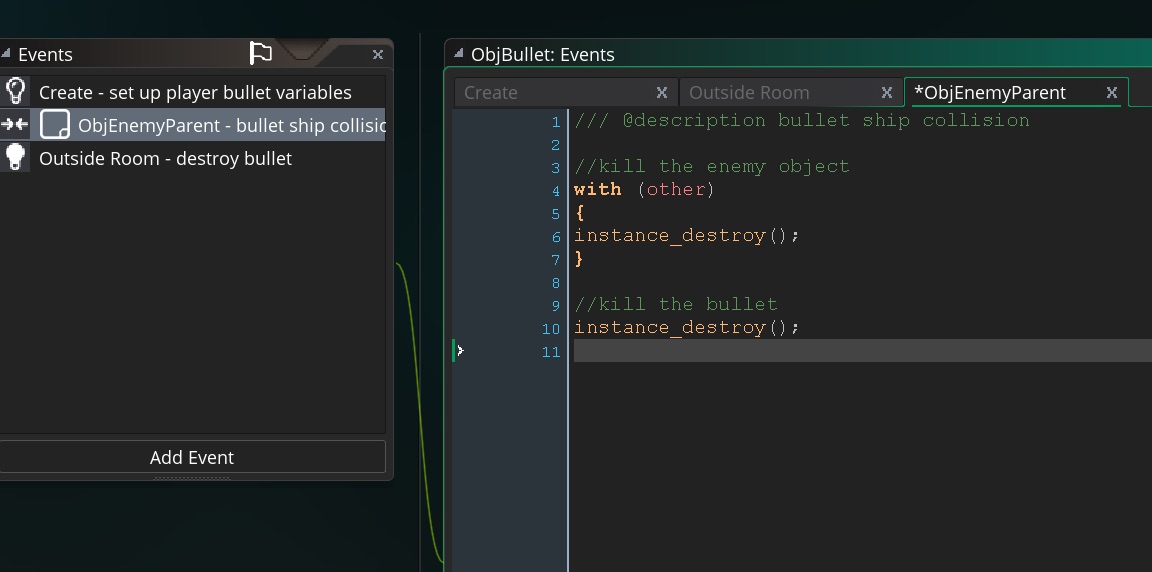 Events
Create - set up player bullet variables
ObjEnemyParent - bullet ship
Outside Room - destroy bullet
Add Event
ObjBullet: Events
Create
Outside Room
*ObjEnemyParent
1 /// @description bullet ship collision
2
3 //kill the enemy object
4 with (other)
5 {
6 instance_destroy();
7 }
8
9 //kill the bullet
10 instance_destroy();
11